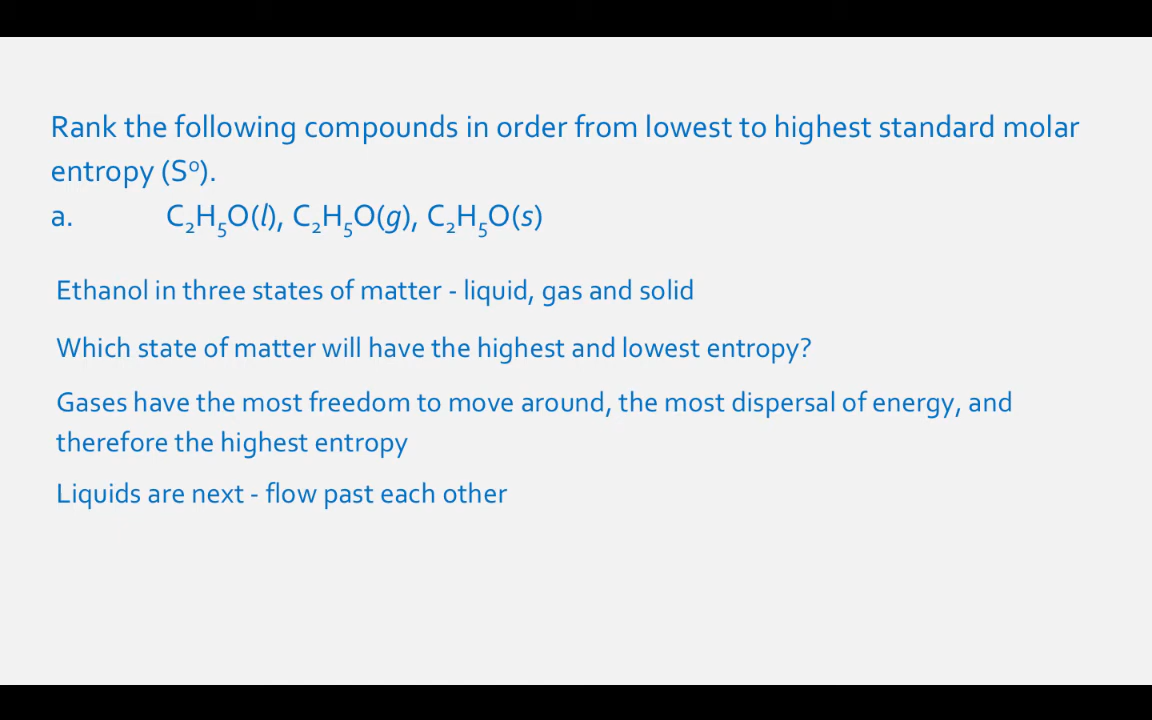 Rank the following compounds in order from lowest to highest standard molar
entropy (S⁰).
a. C₂H₅O(l), C₂H₅O(g), C₂H₅O(s)
Ethanol in three states of matter - liquid, gas and solid
Which state of matter will have the highest and lowest entropy?
Gases have the most freedom to move around, the most dispersal of energy, and
therefore the highest entropy
Liquids are next - flow past each other